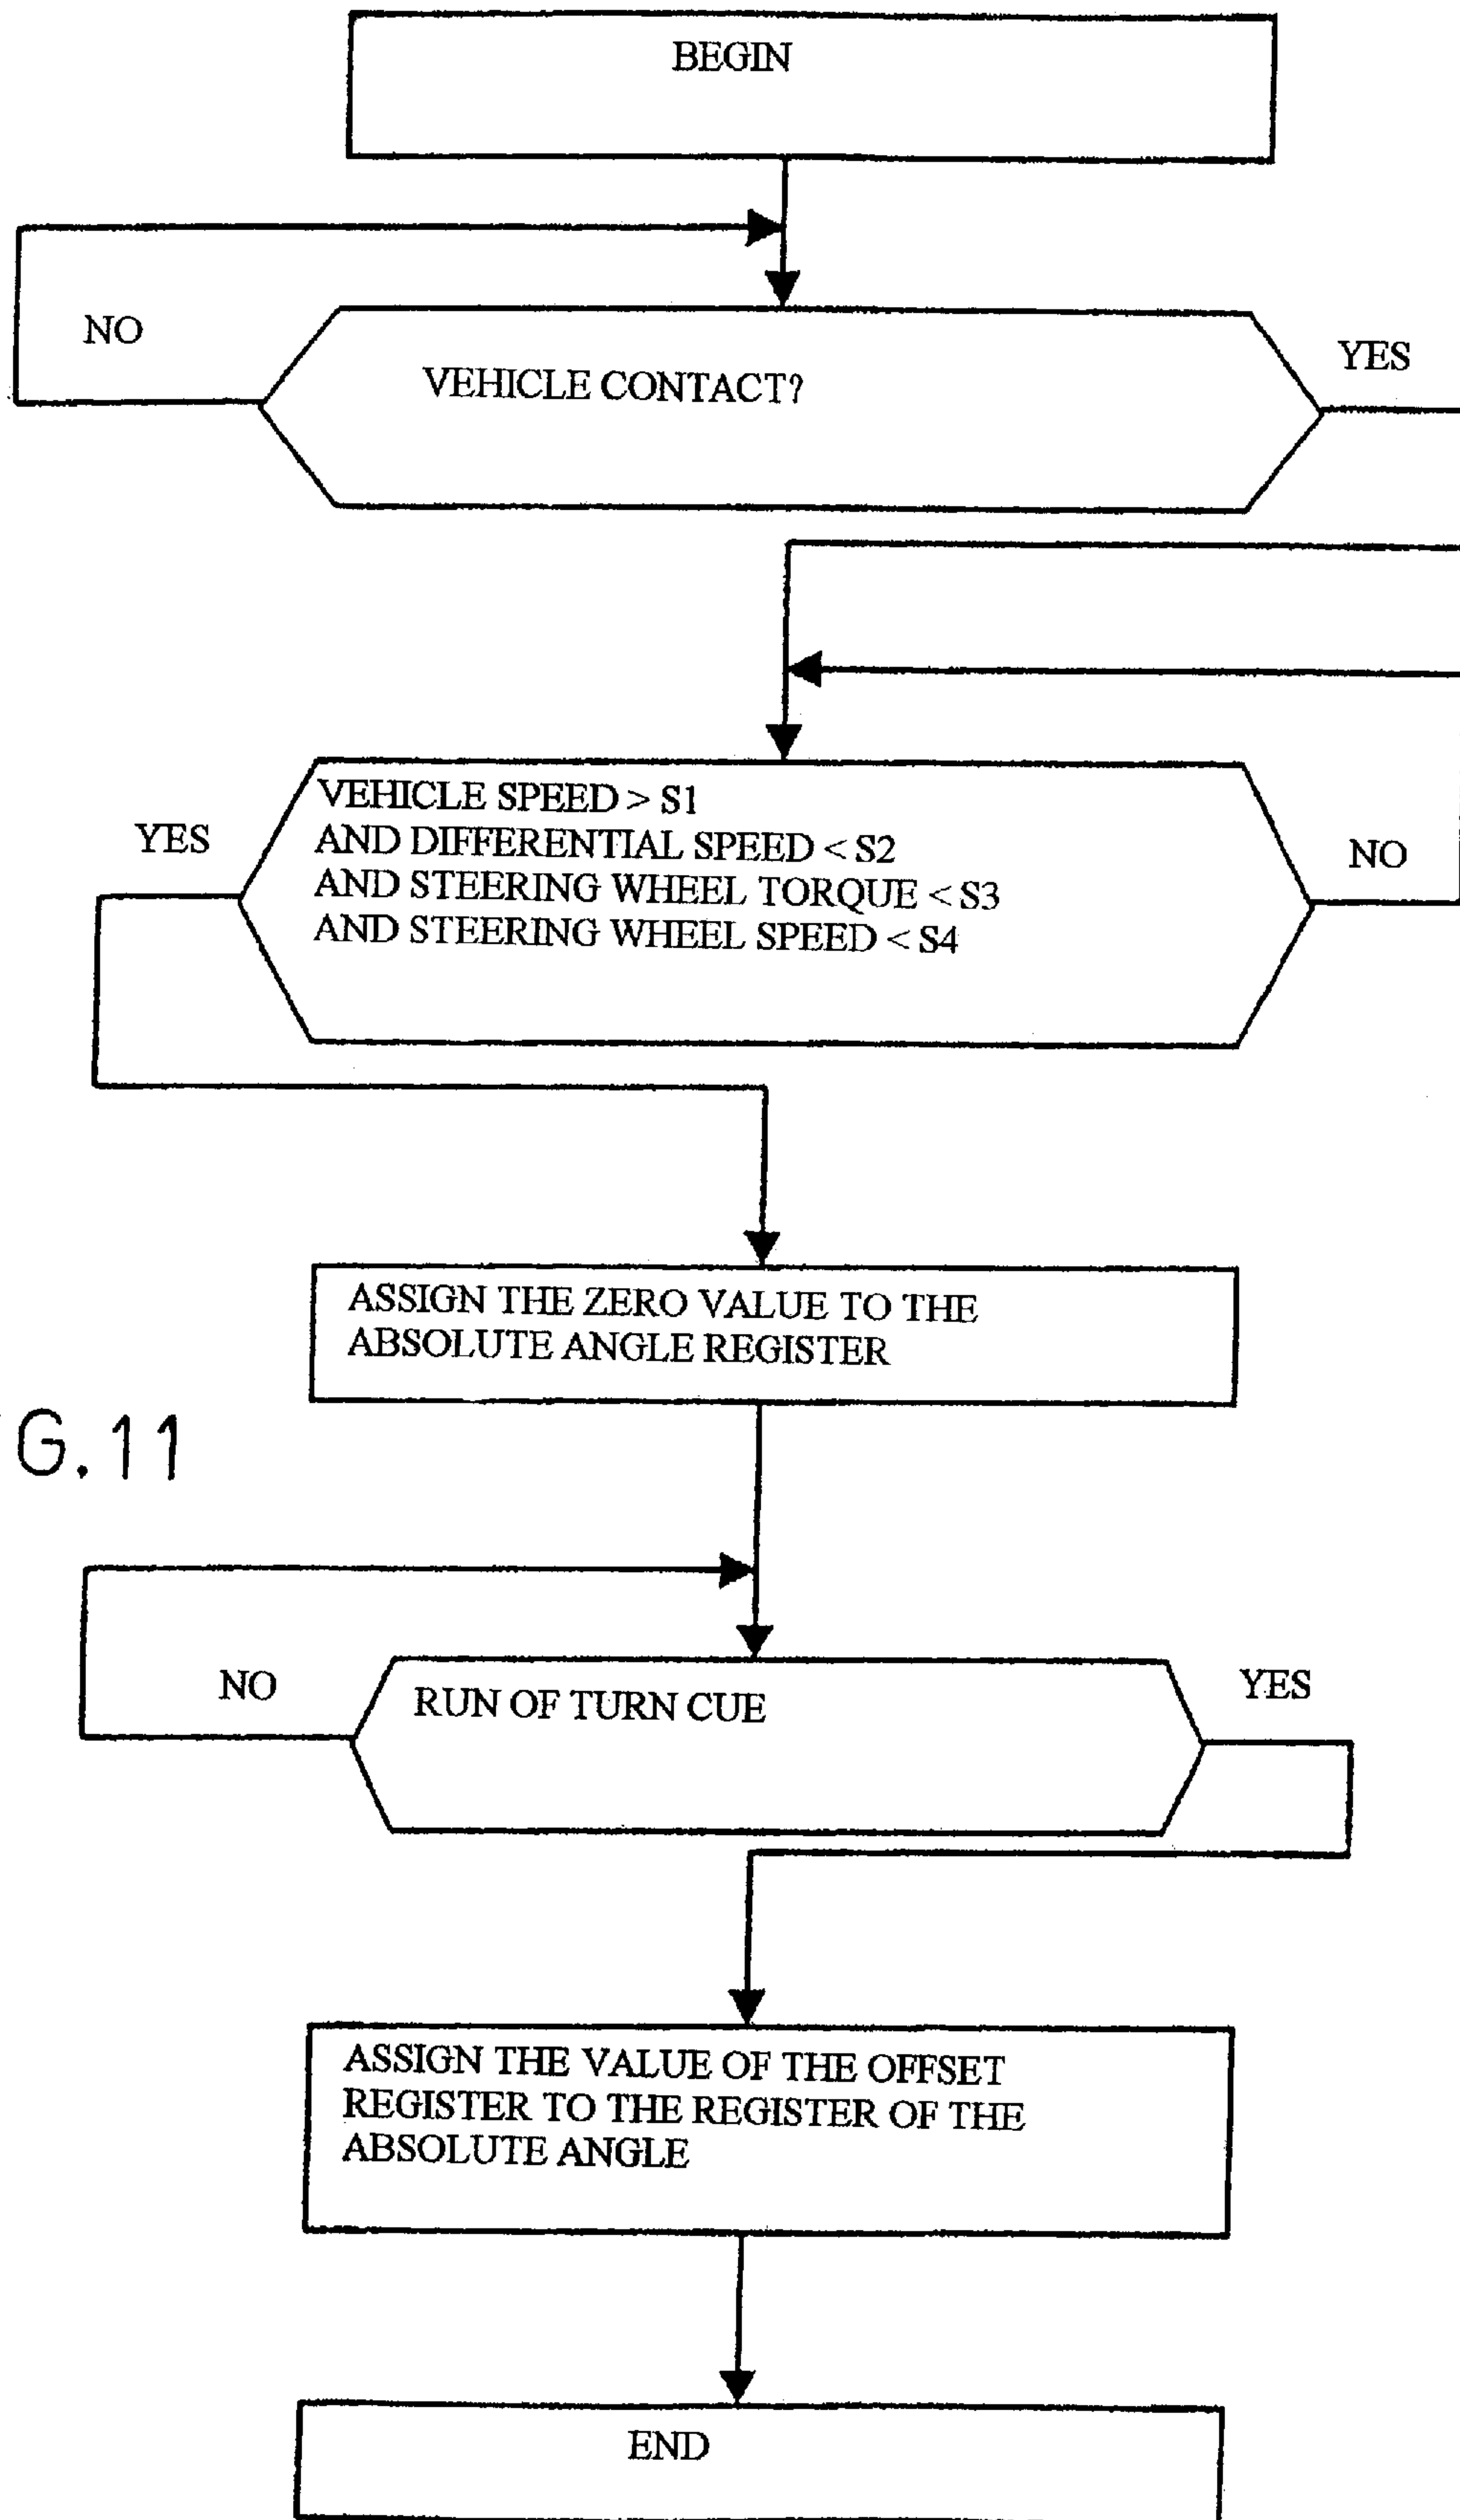 BEGIN
NO
YES
VEHICLE CONTACT?
VEHICLE SPEED > S1
YES
AND DIFFERENTIAL SPEED < S2
NO
AND STEERING WHEEL TORQUE < S3
AND STEERING WHEEL SPEED < S4
ASSIGN THE ZERO VALUE TO THE
ABSOLUTE ANGLE REGISTER
G. 11
NO
RUN OF TURN CUE
YES
ASSIGN THE VALUE OF THE OFFSET
REGISTER TO THE REGISTER OF THE
ABSOLUTE ANGLE
END